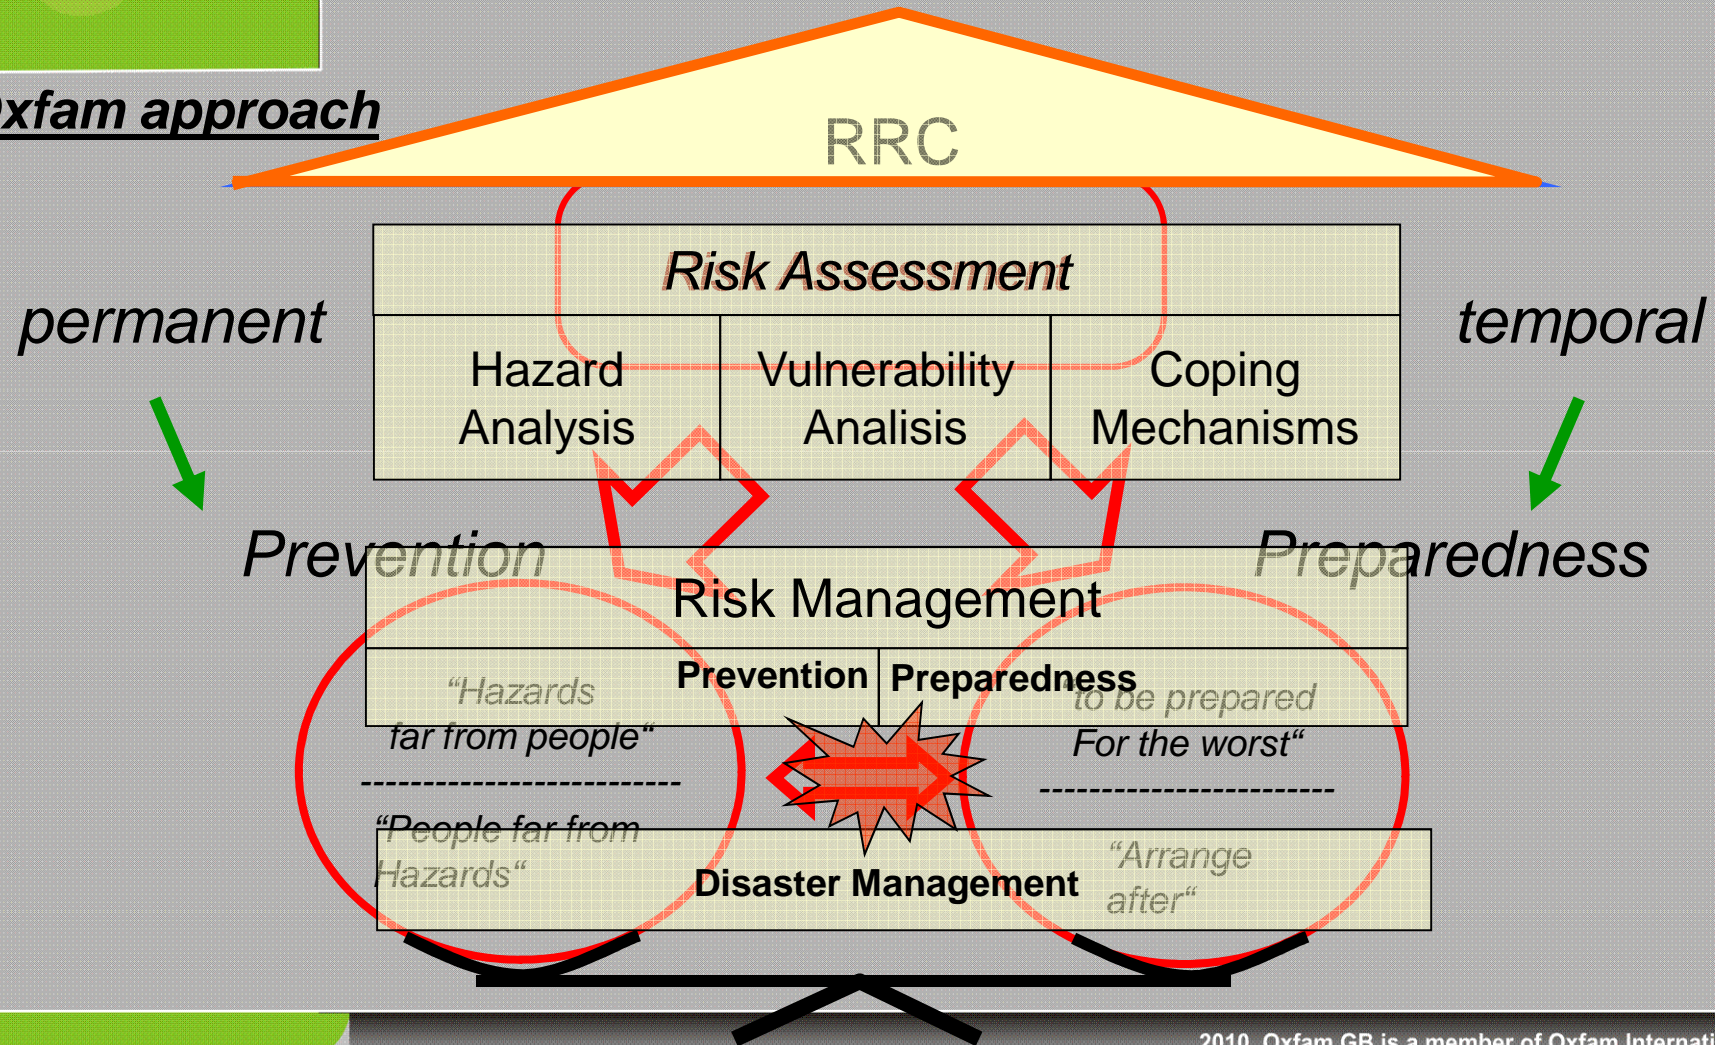 Oxfam approach
RRC
Risk Assessment
permanent
temporal
Hazard
Analysis
Vulnerability
Analisis
Coping
Mechanisms
Prevention
Preparedness
Risk Management
Prevention
Preparedness
“Hazards
far from people“
--------------------------
“People far from
Hazards“
“to be prepared
For the worst“
------------------------
“Arrange
after“
Disaster Management
2010. Oxfam GB is a member of Oxfam Internati